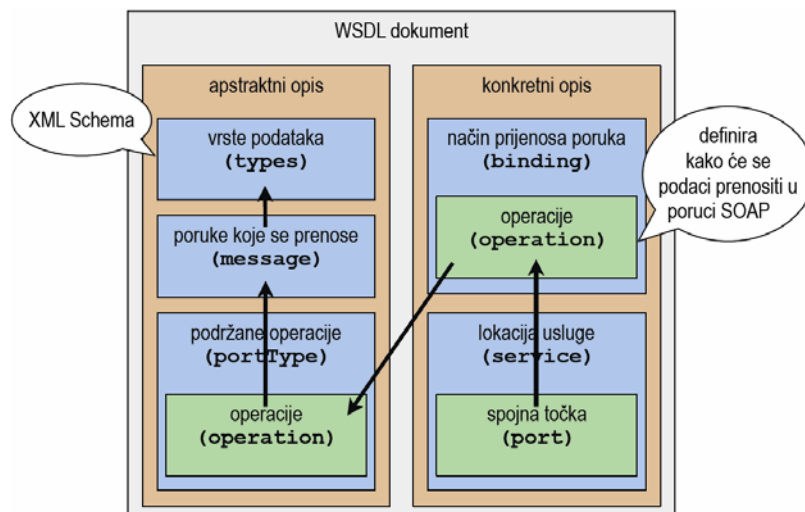 WSDL dokument
apstraktni opis
XML Schema
vrste podataka
(types)
poruke koje se prenose
(message)
podržane operacije
(portType)
operacije
(operation)
konkretni opis
način prijenosa poruka
(binding)
definira
kako će se
podaci prenositi u
poruci SOAP
operacije
(operation)
lokacija usluge
(service)
spojna točka
(port)